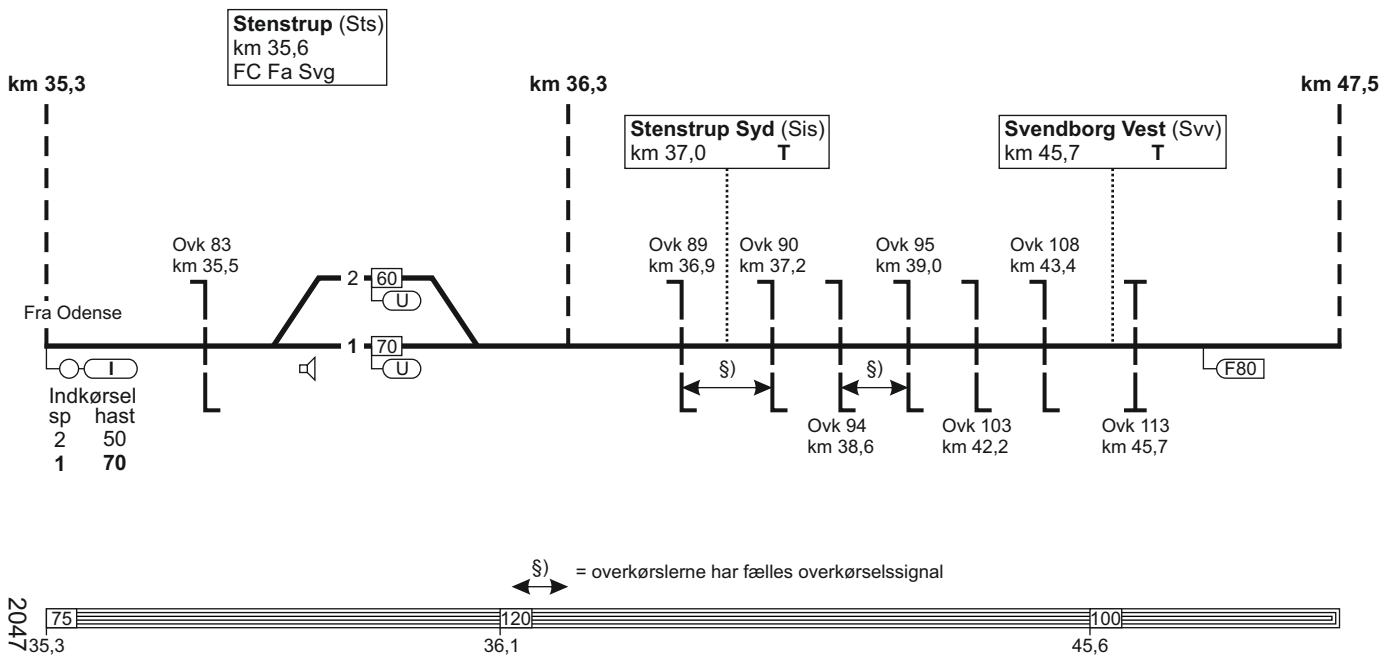 Stenstrup (Sts)
km 35,6
FC Fa Svg
km 35,3
km 36,3
km 47,5
Stenstrup Syd (Sis)
km 37,0 T
Svendborg Vest (Svv)
km 45,7 T
Ovk 83
km 35,5
Ovk 89
km 36,9
Ovk 90
km 37,2
Ovk 95
km 39,0
Ovk 108
km 43,4
2 60
U
Fra Odense
1 70
U
I
F80
§)
§)
Indkørsel
sp hast
2 50
1 70
Ovk 94
km 38,6
Ovk 103
km 42,2
Ovk 113
km 45,7
§) = overkørslerne har fælles overkørselssignal
2047
75 120 100
35,3 36,1 45,6